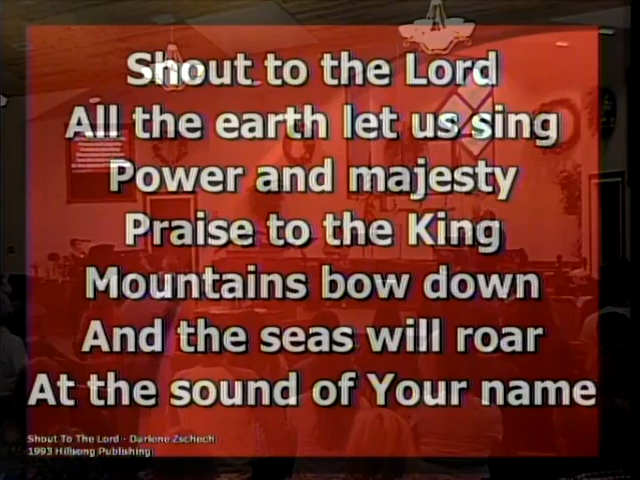 Shout to the Lord
All the earth let us sing
Power and majesty
Praise to the King
Mountains bow down
And the seas will roar
At the sound of Your name
Shout To The Lord - Darlene Zschech
1993 Hillsong Publishing